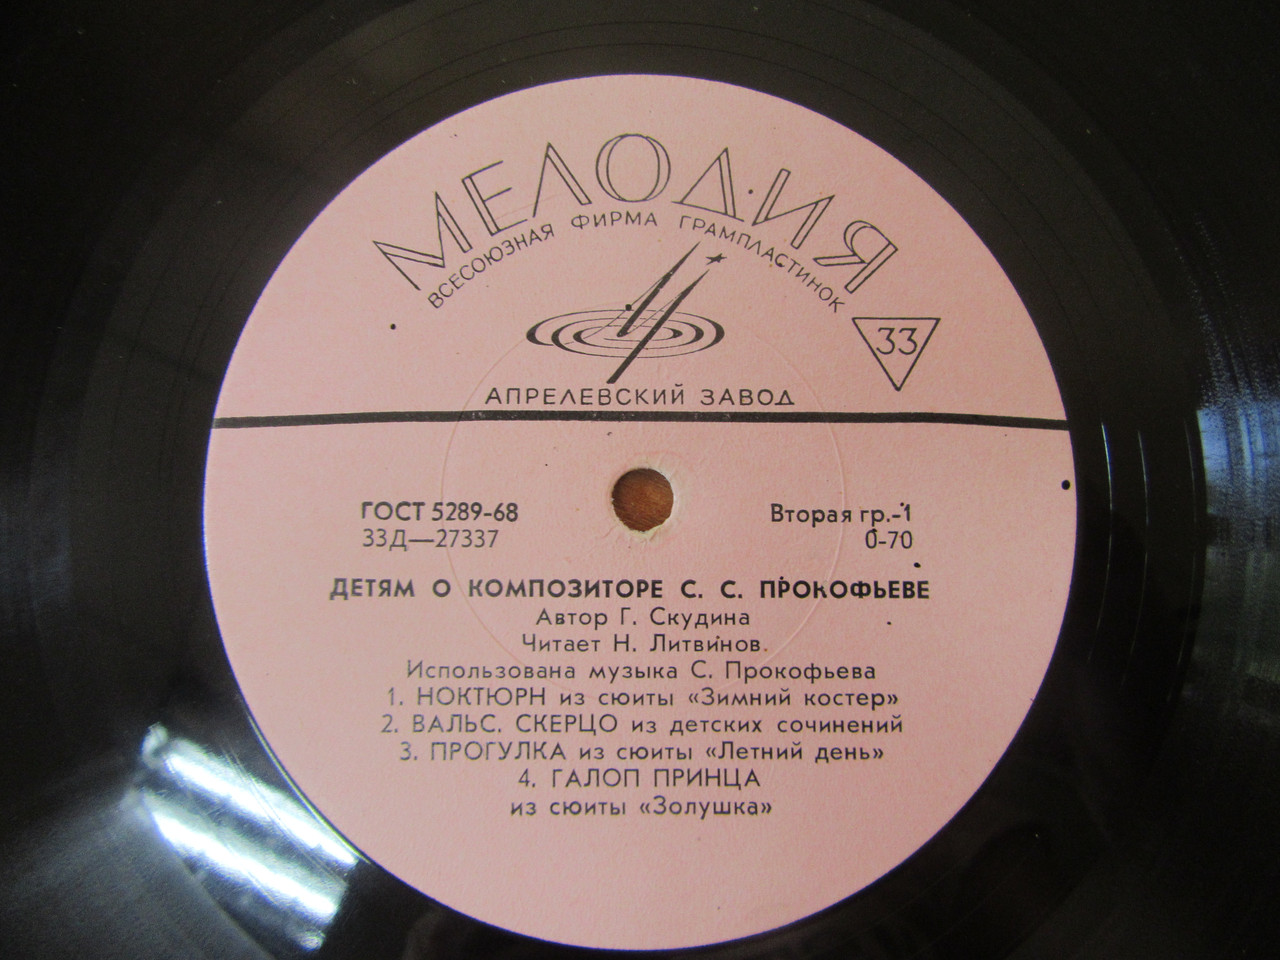 МЕЛОДИЯ
ВСЕСОЮЗНАЯ ФИРМА ГРАМПЛАСТИНОК
33
АПРЕЛЕВСКИЙ ЗАВОД
ГОСТ 5289-68
33Д—27337
Вторая гр.-1
0-70
ДЕТЯМ О КОМПОЗИТОРЕ С. С. ПРОКОФЬЕВЕ
Автор Г. Скудина
Читает Н. Литвинов.
Использована музыка С. Прокофьева
1. НОКТЮРН из сюиты «Зимний костер»
2. ВАЛЬС. СКЕРЦО из детских сочинений
3. ПРОГУЛКА из сюиты «Летний день»
4. ГАЛОП ПРИНЦА
из сюиты «Золушка»